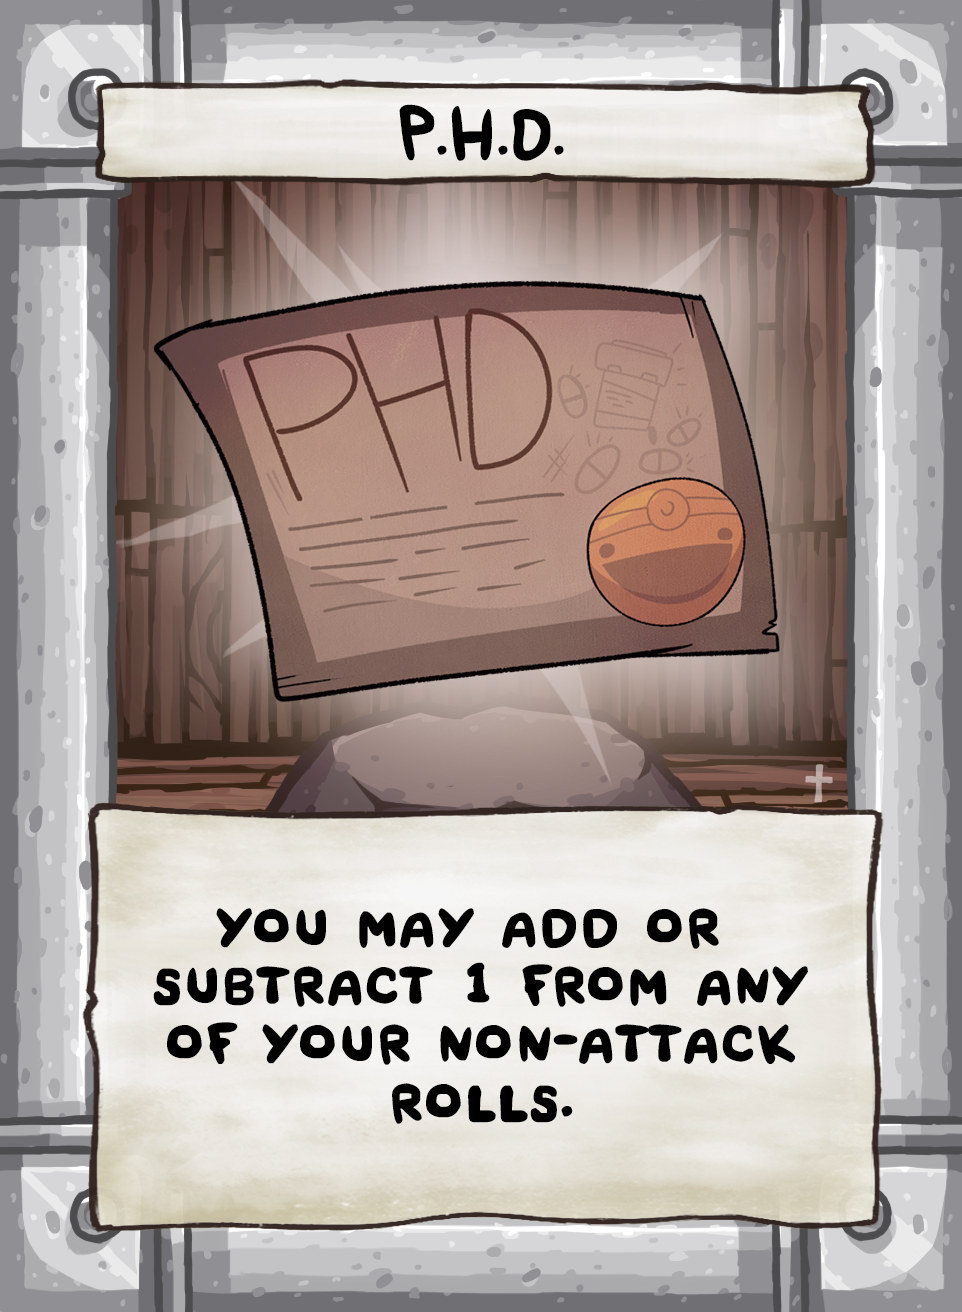 P.H.D.
PHD
YOU MAY ADD OR
SUBTRACT 1 FROM ANY
OF YOUR NON-ATTACK
ROLLS.